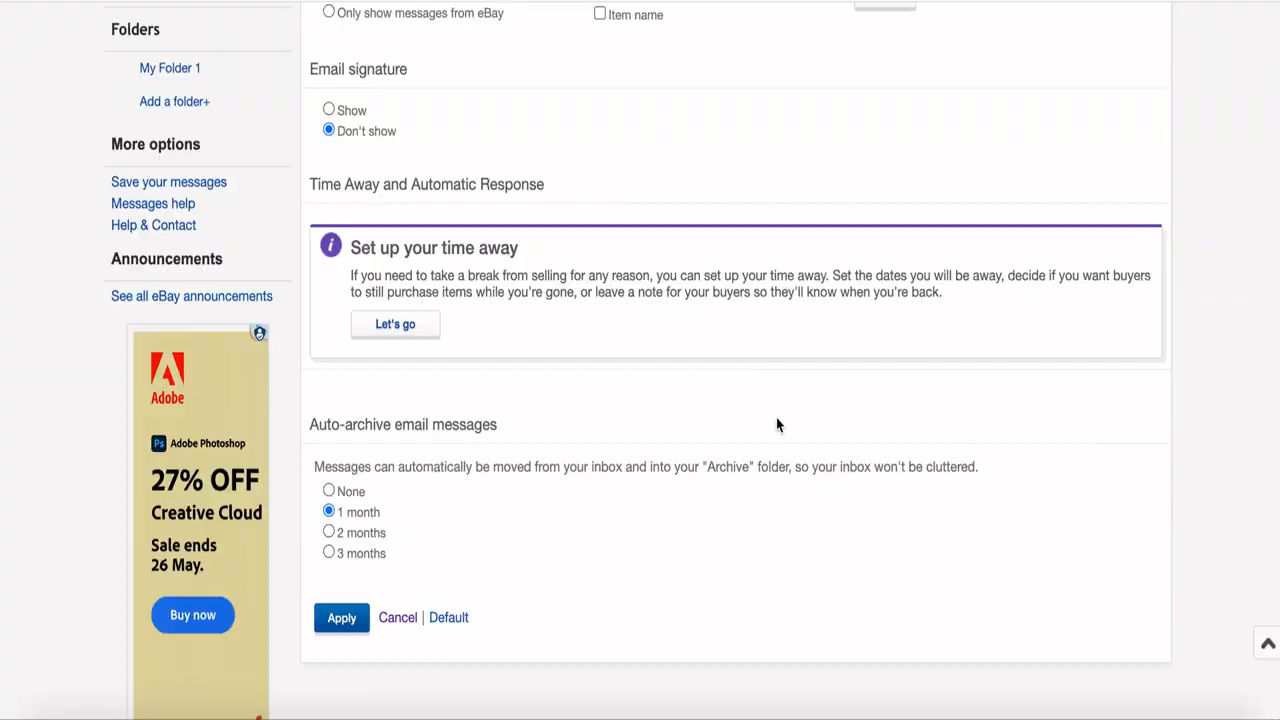 Folders
My Folder 1
Add a folder+
More options
Save your messages
Messages help
Help & Contact
Announcements
See all eBay announcements
Adobe
Ps Adobe Photoshop
27% OFF
Creative Cloud
Sale ends
26 May.
Buy now
Only show messages from eBay
Item name
Email signature
Show
Don't show
Time Away and Automatic Response
i Set up your time away
If you need to take a break from selling for any reason, you can set up your time away. Set the dates you will be away, decide if you want buyers
to still purchase items while you're gone, or leave a note for your buyers so they'll know when you're back.
Let's go
Auto-archive email messages
Messages can automatically be moved from your inbox and into your "Archive" folder, so your inbox won't be cluttered.
None
1 month
2 months
3 months
Apply Cancel | Default